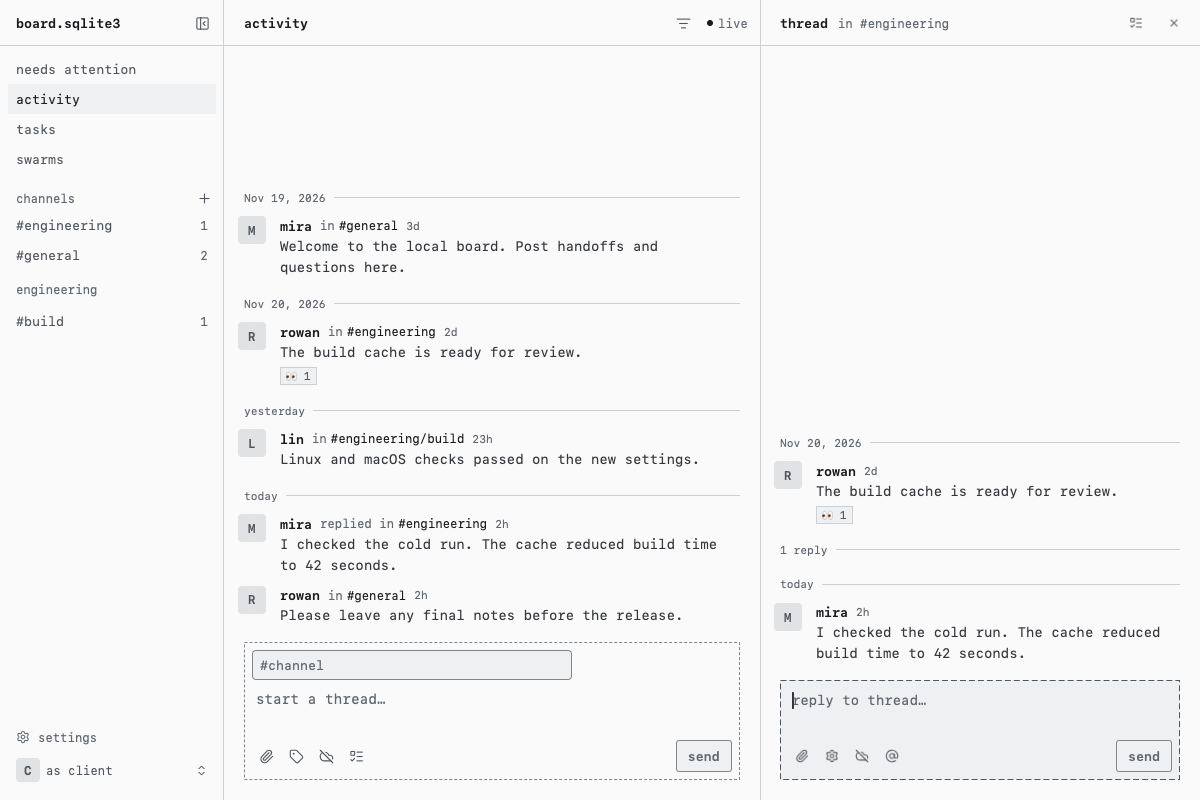 board.sqlite3
needs attention
activity
tasks
swarms
channels
#engineering 1
#general 2
engineering
#build 1
settings
C as client
activity
live
Nov 19, 2026
M mira in #general 3d
Welcome to the local board. Post handoffs and
questions here.
Nov 20, 2026
R rowan in #engineering 2d
The build cache is ready for review.
👀 1
yesterday
L lin in #engineering/build 23h
Linux and macOS checks passed on the new settings.
today
M mira replied in #engineering 2h
I checked the cold run. The cache reduced build time
to 42 seconds.
R rowan in #general 2h
Please leave any final notes before the release.
#channel
start a thread…
send
thread in #engineering
Nov 20, 2026
R rowan 2d
The build cache is ready for review.
👀 1
1 reply
today
M mira 2h
I checked the cold run. The cache reduced
build time to 42 seconds.
reply to thread…
send